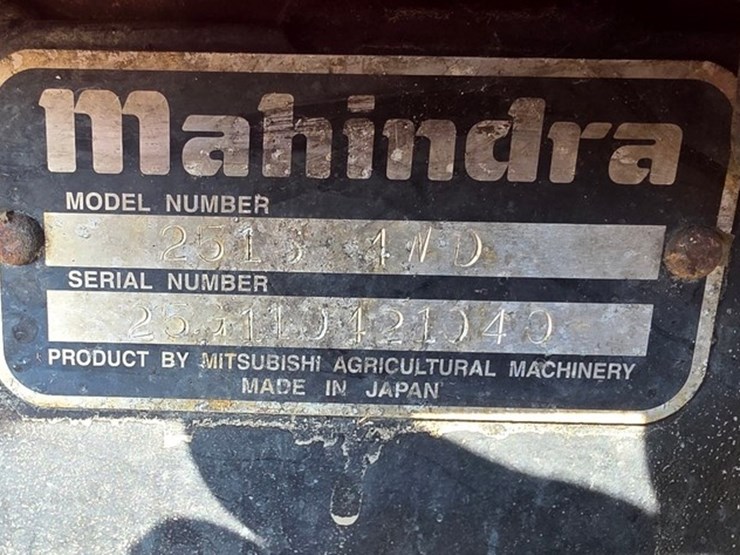 mahindra
MODEL NUMBER
4WD
SERIAL NUMBER
PRODUCT BY MITSUBISHI AGRICULTURAL MACHINERY
MADE IN JAPAN